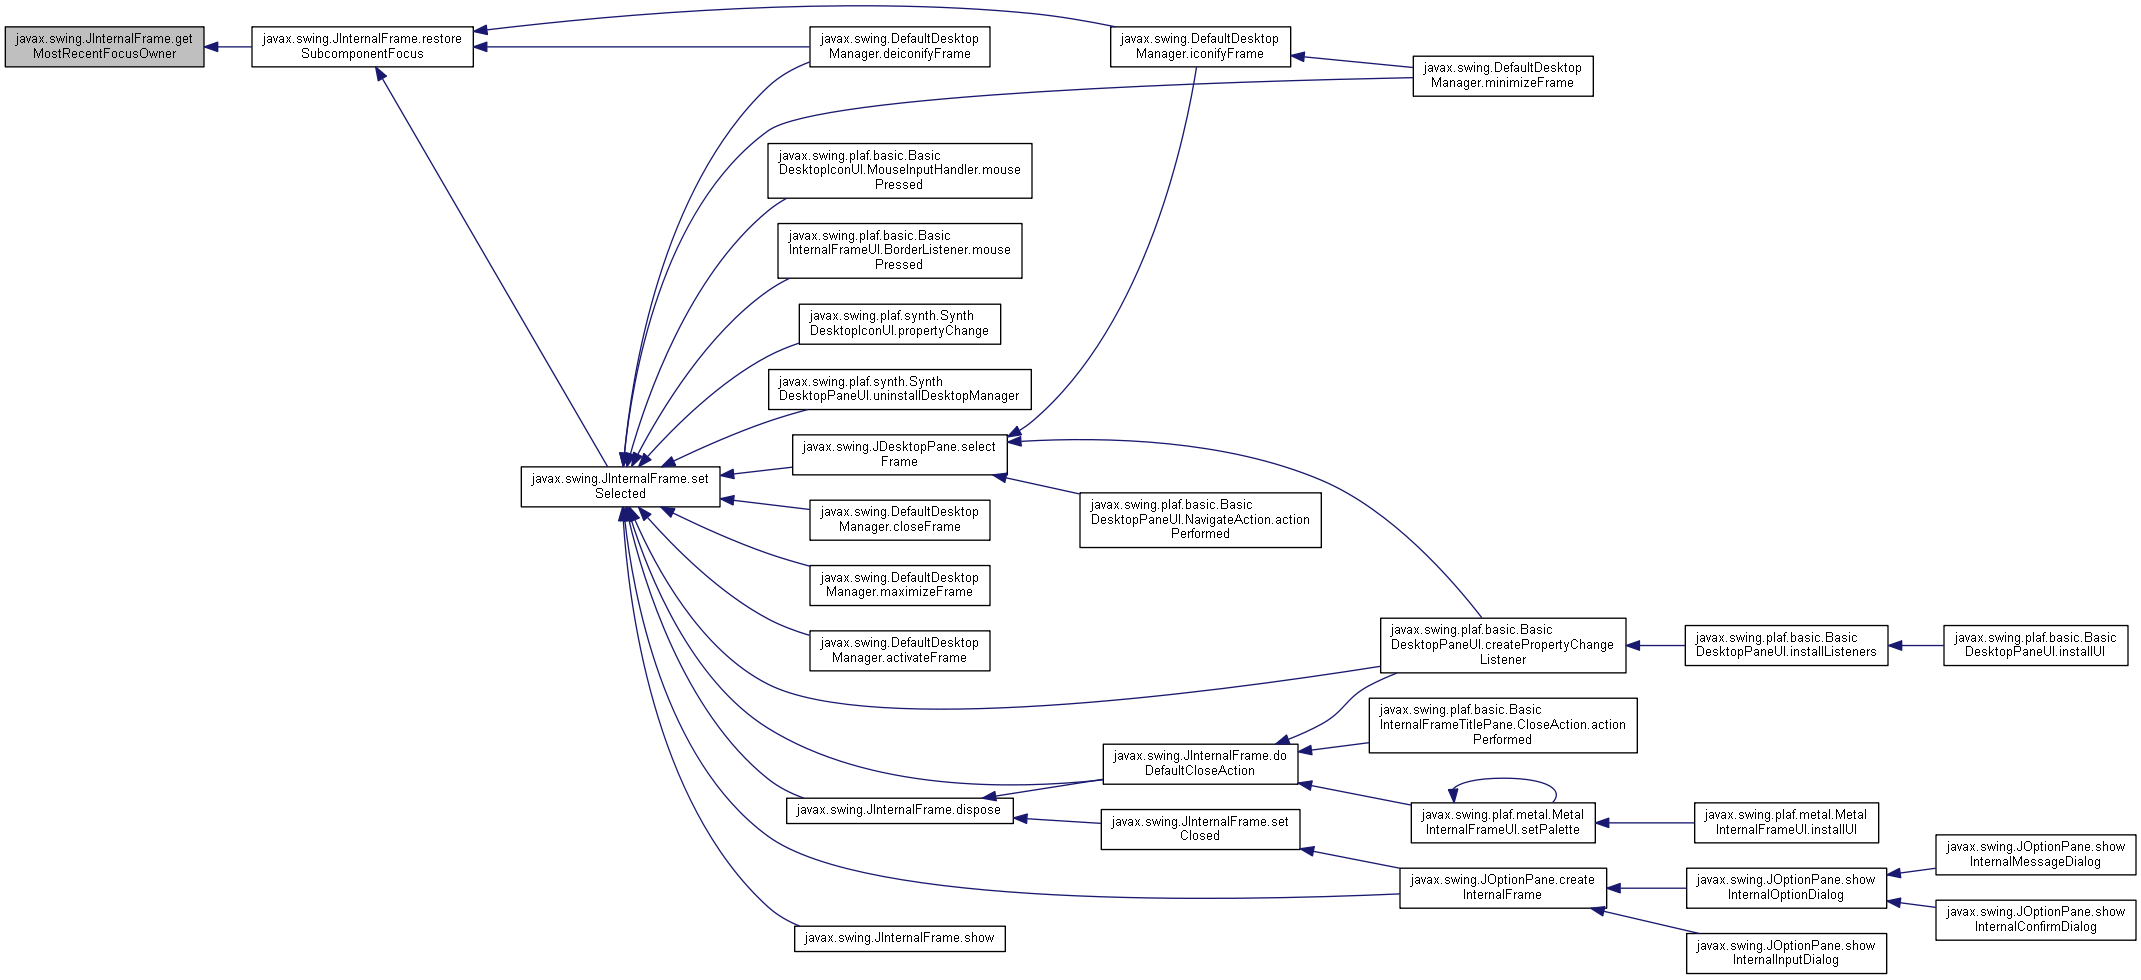 javax.swing.JInternalFrame.get
MostRecentFocusOwner
javax.swing.JInternalFrame.restore
SubcomponentFocus
javax.swing.DefaultDesktop
Manager.deiconifyFrame
javax.swing.DefaultDesktop
Manager.iconifyFrame
javax.swing.DefaultDesktop
Manager.minimizeFrame
javax.swing.plaf.basic.Basic
DesktopIconUI.MouseInputHandler.mouse
Pressed
javax.swing.plaf.basic.Basic
InternalFrameUI.BorderListener.mouse
Pressed
javax.swing.plaf.synth.Synth
DesktopIconUI.propertyChange
javax.swing.plaf.synth.Synth
DesktopPaneUI.uninstallDesktopManager
javax.swing.JDesktopPane.select
Frame
javax.swing.JInternalFrame.set
Selected
javax.swing.DefaultDesktop
Manager.closeFrame
javax.swing.plaf.basic.Basic
DesktopPaneUI.NavigateAction.action
Performed
javax.swing.DefaultDesktop
Manager.maximizeFrame
javax.swing.DefaultDesktop
Manager.activateFrame
javax.swing.plaf.basic.Basic
DesktopPaneUI.createPropertyChange
Listener
javax.swing.plaf.basic.Basic
DesktopPaneUI.installListeners
javax.swing.plaf.basic.Basic
DesktopPaneUI.installUI
javax.swing.plaf.basic.Basic
InternalFrameTitlePane.CloseAction.action
Performed
javax.swing.JInternalFrame.do
DefaultCloseAction
javax.swing.JInternalFrame.dispose
javax.swing.JInternalFrame.set
Closed
javax.swing.plaf.metal.Metal
InternalFrameUI.setPalette
javax.swing.plaf.metal.Metal
InternalFrameUI.installUI
javax.swing.JOptionPane.create
InternalFrame
javax.swing.JOptionPane.show
InternalOptionDialog
javax.swing.JOptionPane.show
InternalMessageDialog
javax.swing.JOptionPane.show
InternalConfirmDialog
javax.swing.JInternalFrame.show
javax.swing.JOptionPane.show
InternalInputDialog